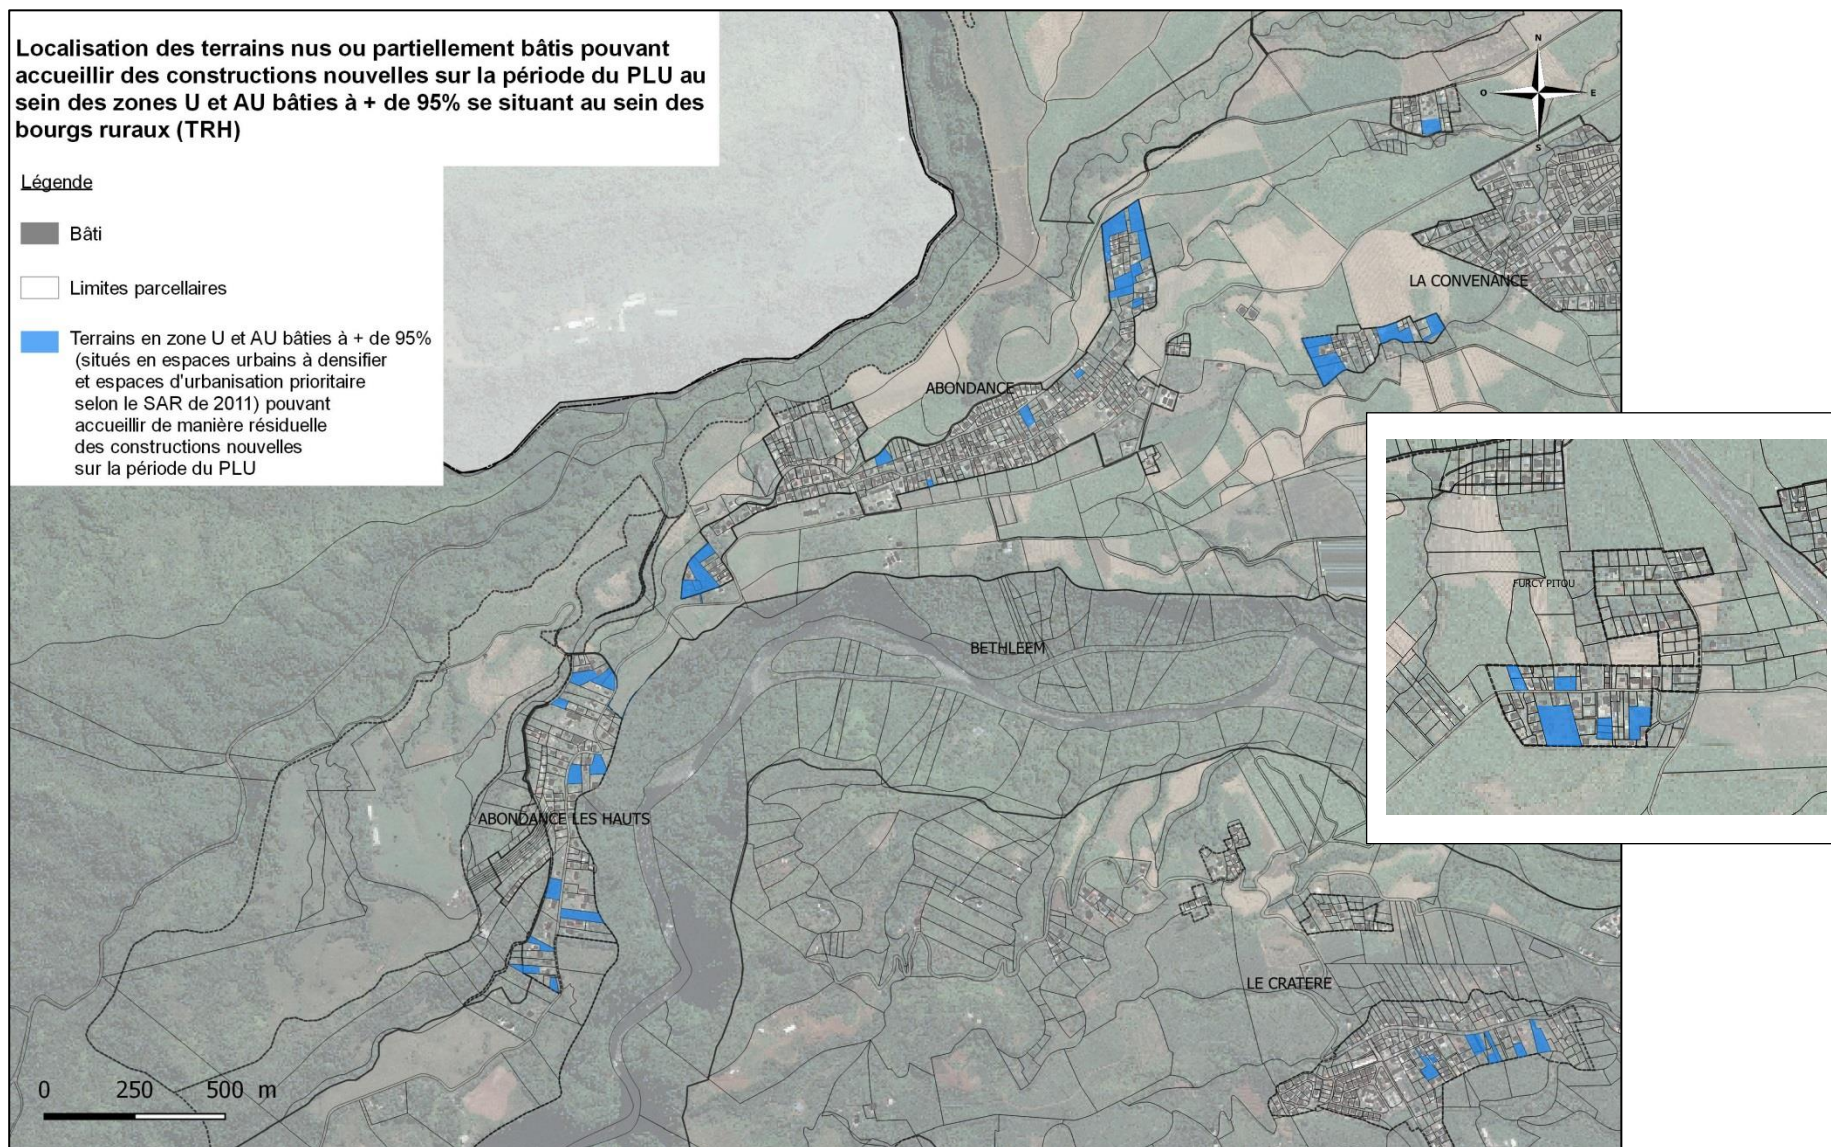 Localisation des terrains nus ou partiellement bâtis pouvant
accueillir des constructions nouvelles sur la période du PLU au
sein des zones U et AU bâties à + de 95% se situant au sein des
bourgs ruraux (TRH)
Légende
Bâti
Limites parcellaires
Terrains en zone U et AU bâties à + de 95%
(situés en espaces urbains à densifier
et espaces d'urbanisation prioritaire
selon le SAR de 2011) pouvant
accueillir de manière résiduelle
des constructions nouvelles
sur la période du PLU
N
O
E
S
LA CONVENANCE
ABONDANCE
FURCY PITOU
BETHLEEM
ABONDANCE LES HAUTS
LE CRATERE
0 250 500 m